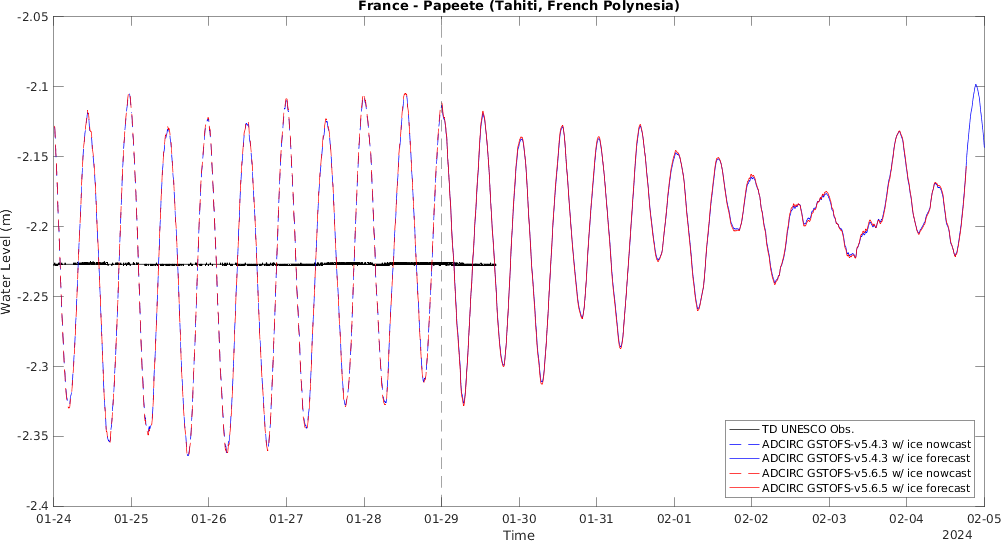 France - Papeete (Tahiti, French Polynesia)
-2.05
-2.1
-2.15
-2.2
-2.25
-2.3
-2.35
-2.4
Water Level (m)
TD UNESCO Obs.
ADCIRC GSTOFS-v5.4.3 w/ ice nowcast
ADCIRC GSTOFS-v5.4.3 w/ ice forecast
ADCIRC GSTOFS-v5.6.5 w/ ice nowcast
ADCIRC GSTOFS-v5.6.5 w/ ice forecast
01-24 01-25 01-26 01-27 01-28 01-29 01-30 01-31 02-01 02-02 02-03 02-04 02-05
Time 2024